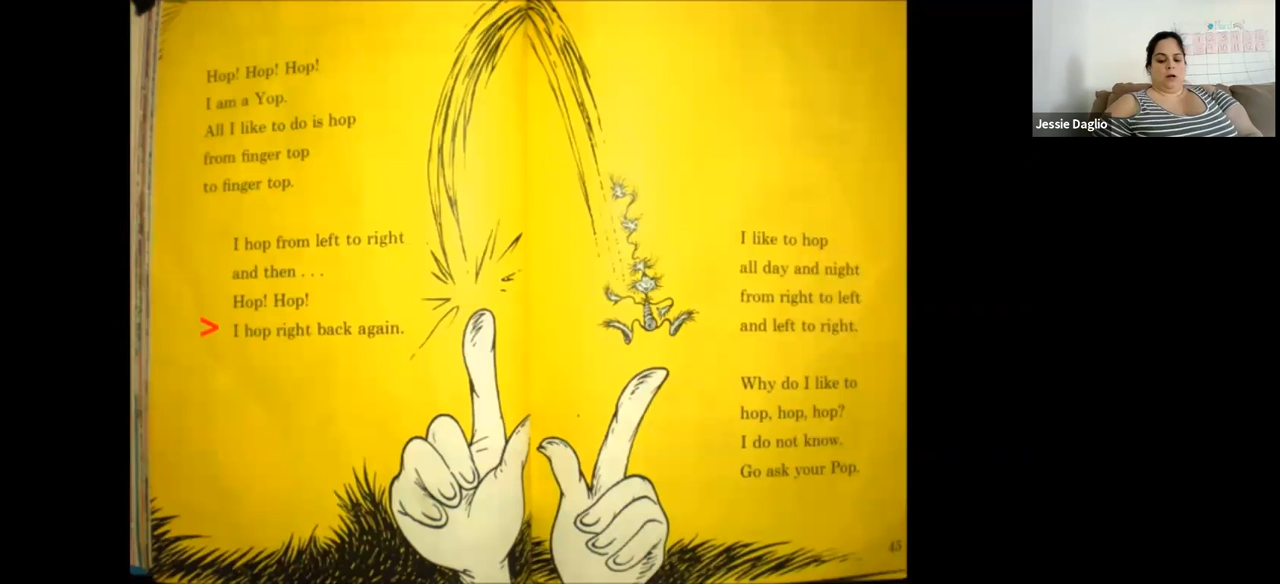 Hop! Hop! Hop!
I am a Yop.
All I like to do is hop
from finger top
to finger top.
I hop from left to right
and then . . .
Hop! Hop!
> I hop right back again.
I like to hop
all day and night
from right to left
and left to right.
Why do I like to
hop, hop, hop?
I do not know.
Go ask your Pop.
45
Jessie Daglio